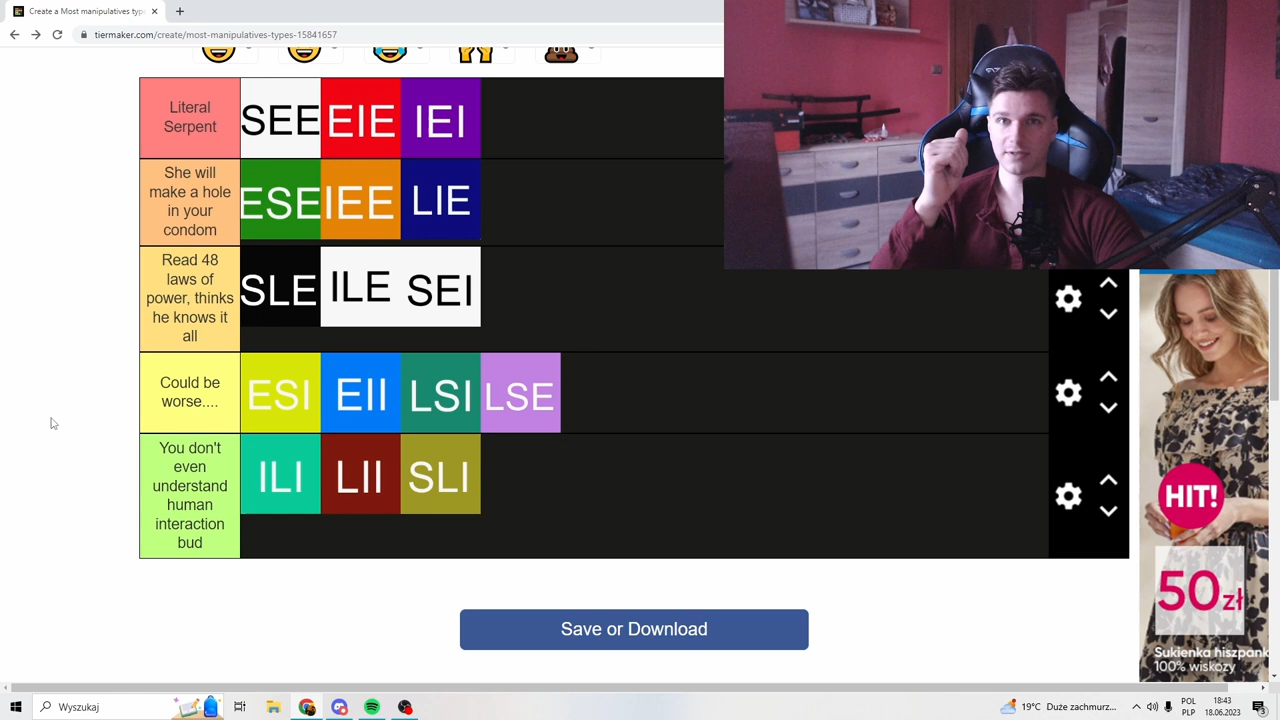 Create a Most manipulatives typ
tiermaker.com/create/most-manipulatives-types-15841657
Literal
Serpent
SEE
EIE
IEI
She will
make a hole
in your
condom
ESE
IEE
LIE
Read 48
laws of
power, thinks
he knows it
all
SLE
ILE
SEI
Could be
worse....
ESI
EII
LSI
LSE
You don't
even
understand
human
interaction
bud
ILI
LII
SLI
Save or Download
HIT!
50zł
Sukienka hiszpank
100% wiskozy
Wyszukaj
19°C Duże zachmurz...
POL
PLP
18:43
18.06.2023
3